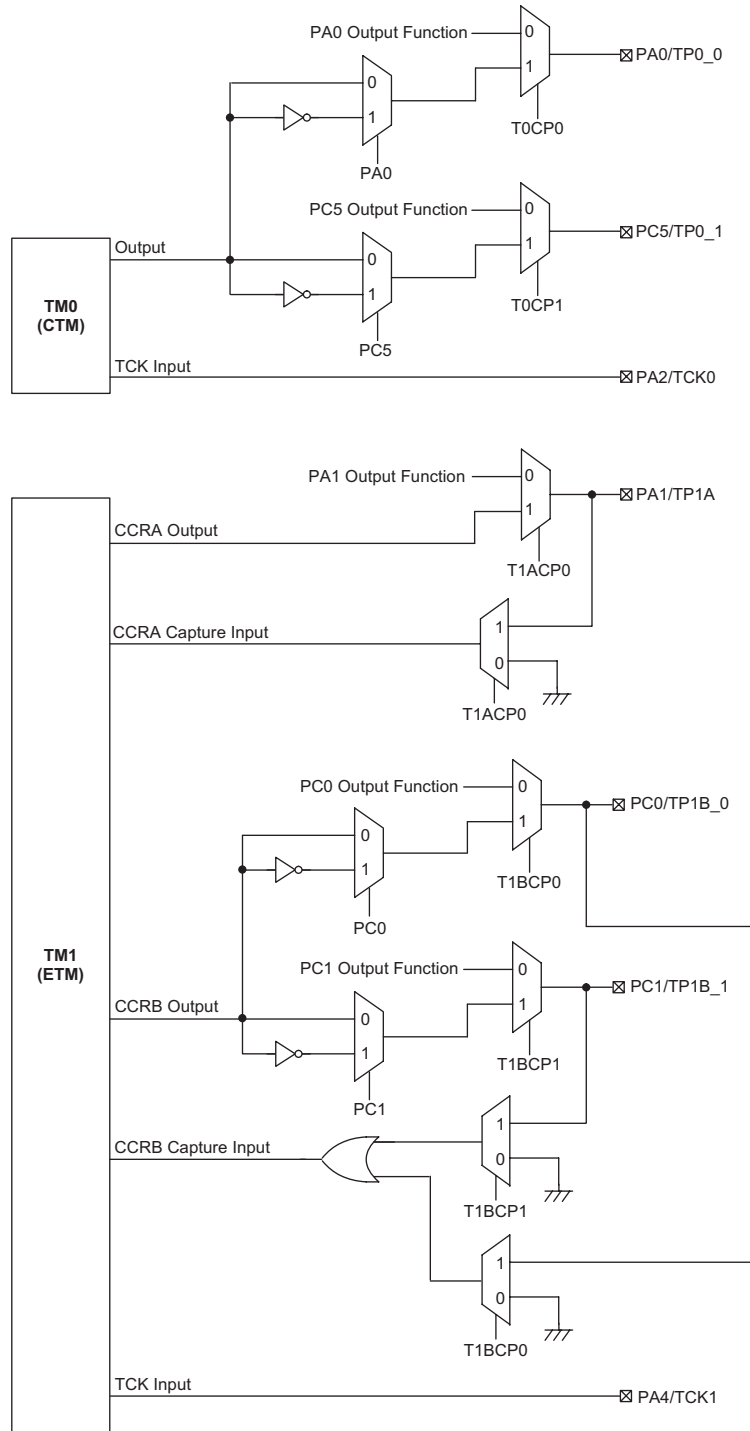 PA0 Output Function
0
1
PA0/TP0_0
T0CP0
0
1
PA0
PC5 Output Function
0
1
PC5/TP0_1
T0CP1
Output
0
1
PC5
TM0
(CTM)
TCK Input
PA2/TCK0
PA1 Output Function
0
1
PA1/TP1A
T1ACP0
CCRA Output
CCRA Capture Input
1
0
T1ACP0
PC0 Output Function
0
1
PC0/TP1B_0
T1BCP0
0
1
PC0
TM1
(ETM)
PC1 Output Function
0
1
PC1/TP1B_1
T1BCP1
CCRB Output
0
1
PC1
CCRB Capture Input
1
0
T1BCP1
1
0
T1BCP0
TCK Input
PA4/TCK1